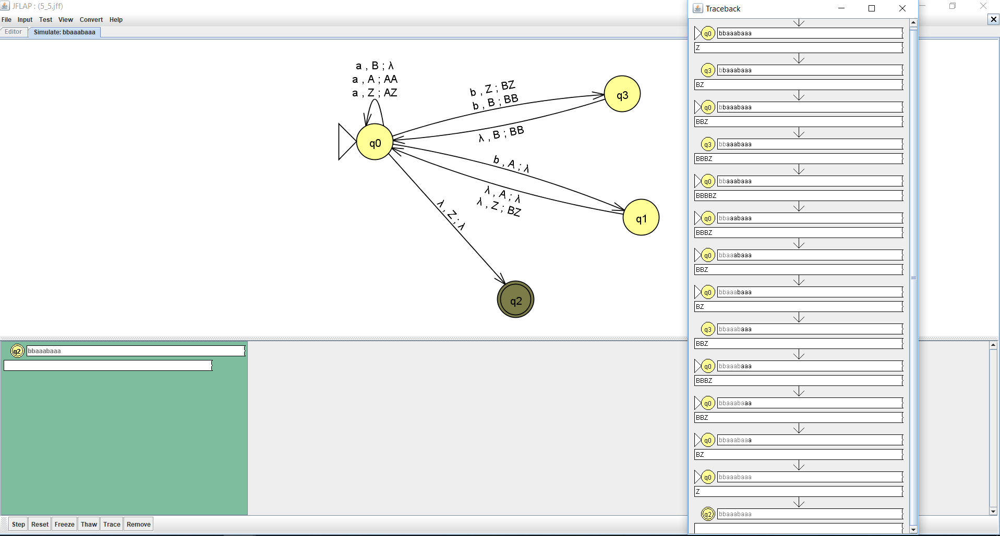 JFLAP : (5_5.jff)
File Input Test View Convert Help
Editor Simulate: bbaaabaaa
a , B ; λ
a , A ; AA
a , Z ; AZ
b , Z ; BZ
b , B ; BB
λ , B ; BB
b , A ; λ
λ , A ; λ
λ , Z ; BZ
λ , Z ; λ
q0
q3
q1
q2
q2 bbaaabaaa
Step Reset Freeze Thaw Trace Remove
Traceback
q0 bbaaabaaa
Z
q3 bbaaabaaa
BZ
q0 bbaaabaaa
BBZ
q3 bbaaabaaa
BBBZ
q0 bbaaabaaa
BBBBZ
q0 bbaaabaaa
BBBZ
q0 bbaaabaaa
BBZ
q0 bbaaabaaa
BZ
q3 bbaaabaaa
BBZ
q0 bbaaabaaa
BBBZ
q0 bbaaabaaa
BBZ
q0 bbaaabaaa
BZ
q0 bbaaabaaa
Z
q2 bbaaabaaa